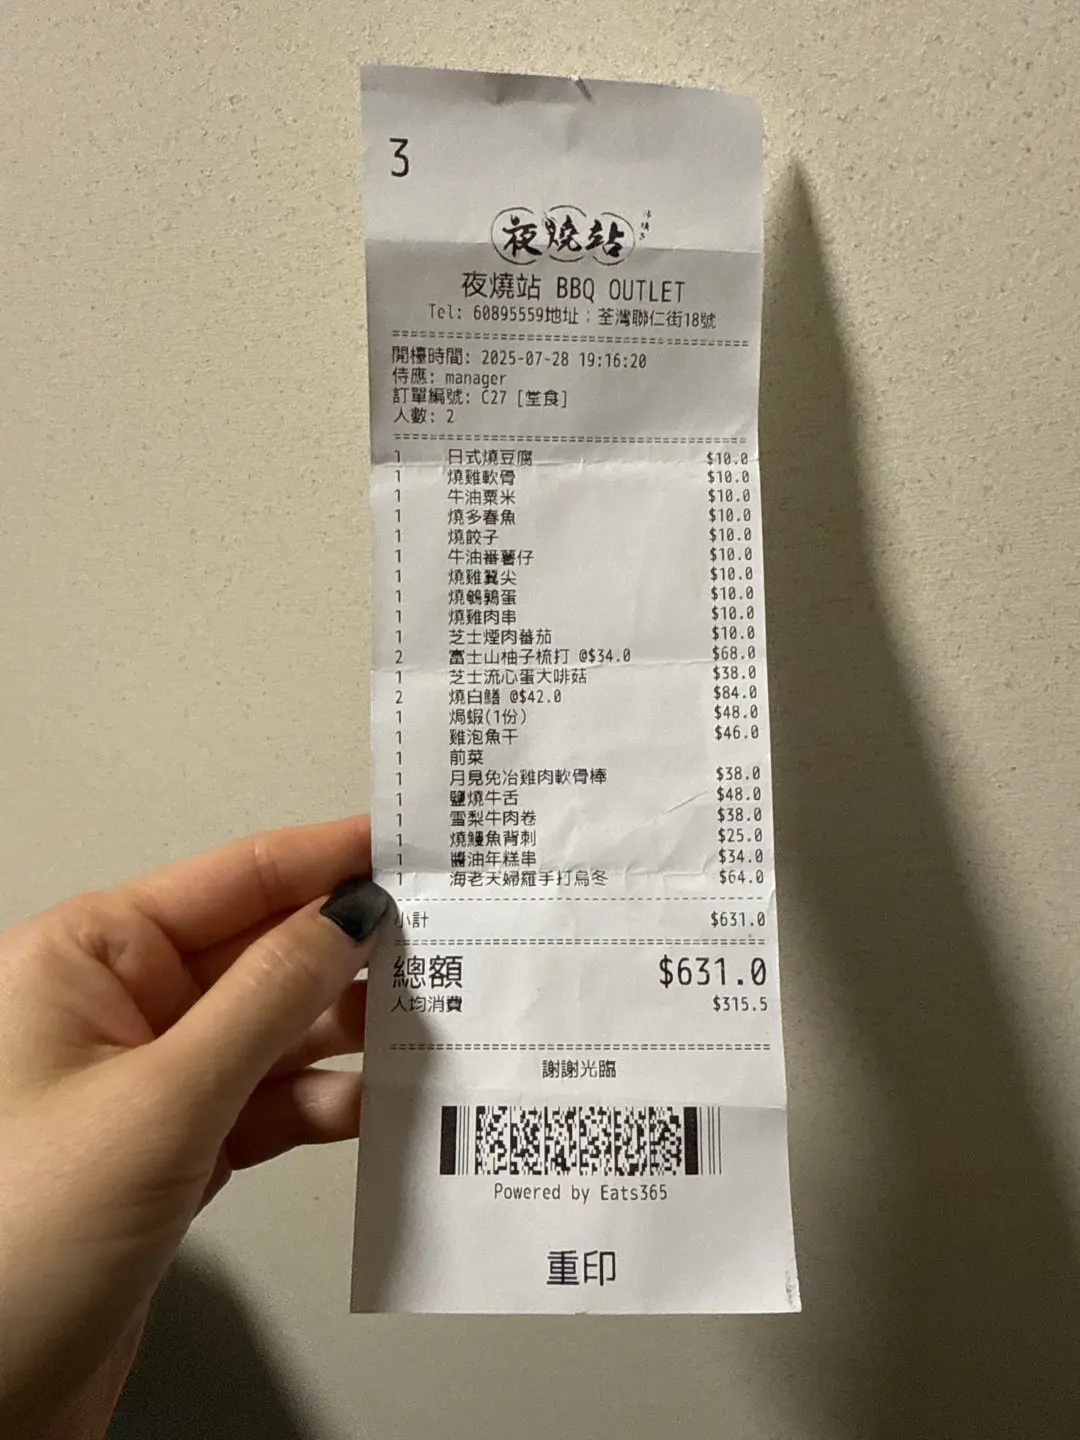 3
夜燒站
夜燒站 BBQ OUTLET
Tel: 60895559地址：荃灣聯仁街18號
開檯時間: 2025-07-28 19:16:20
侍應: manager
訂單編號: C27 [堂食]
人數: 2
1 日式燒豆腐 $10.0
1 燒雞軟骨 $10.0
1 牛油粟米 $10.0
1 燒多春魚 $10.0
1 燒餃子 $10.0
1 牛油番薯仔 $10.0
1 燒雞翼尖 $10.0
1 燒鵪鶉蛋 $10.0
1 燒雞肉串 $10.0
1 芝士煙肉蕃茄 $10.0
2 富士山柚子梳打 @$34.0 $68.0
1 芝士流心蛋大啡菇 $38.0
2 燒白鱔 @$42.0 $84.0
1 焗蝦(1份) $48.0
1 雞泡魚干 $46.0
1 前菜
1 月見免冶雞肉軟骨棒 $38.0
1 鹽燒牛舌 $48.0
1 雪梨牛肉卷 $38.0
1 燒鰻魚背刺 $25.0
1 醬油年糕串 $34.0
1 海老天婦羅手打烏冬 $64.0
小計 $631.0
總額 $631.0
人均消費 $315.5
謝謝光臨
Powered by Eats365
重印